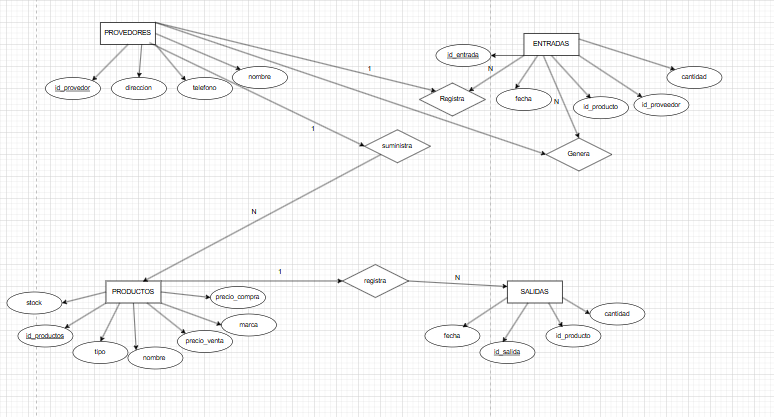 PROVEDORES
ENTRADAS
id_entrada
1
N
nombre
cantidad
id_provedor
direccion
telefono
Registra
fecha
N
id_producto
id_proveedor
1
suministra
Genera
N
1
registra
N
PRODUCTOS
SALIDAS
stock
precio_compra
cantidad
marca
id_productos
precio_venta
fecha
id_producto
tipo
nombre
id_salida